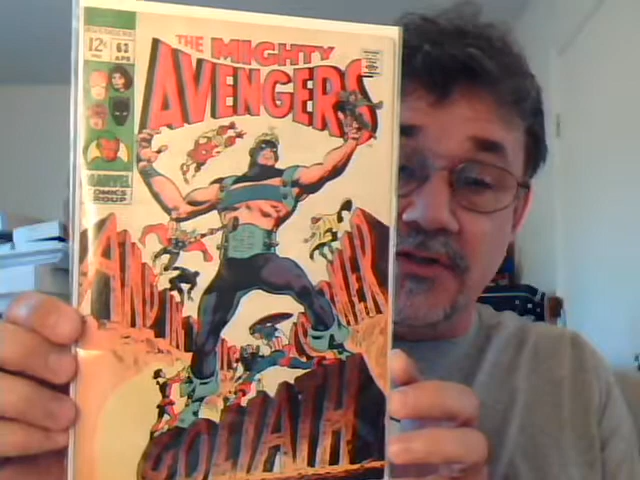 12¢ 63
APR
THE MIGHTY
AVENGERS
MARVEL
COMICS
GROUP
AND IN THIS CORNER
GOLIATH